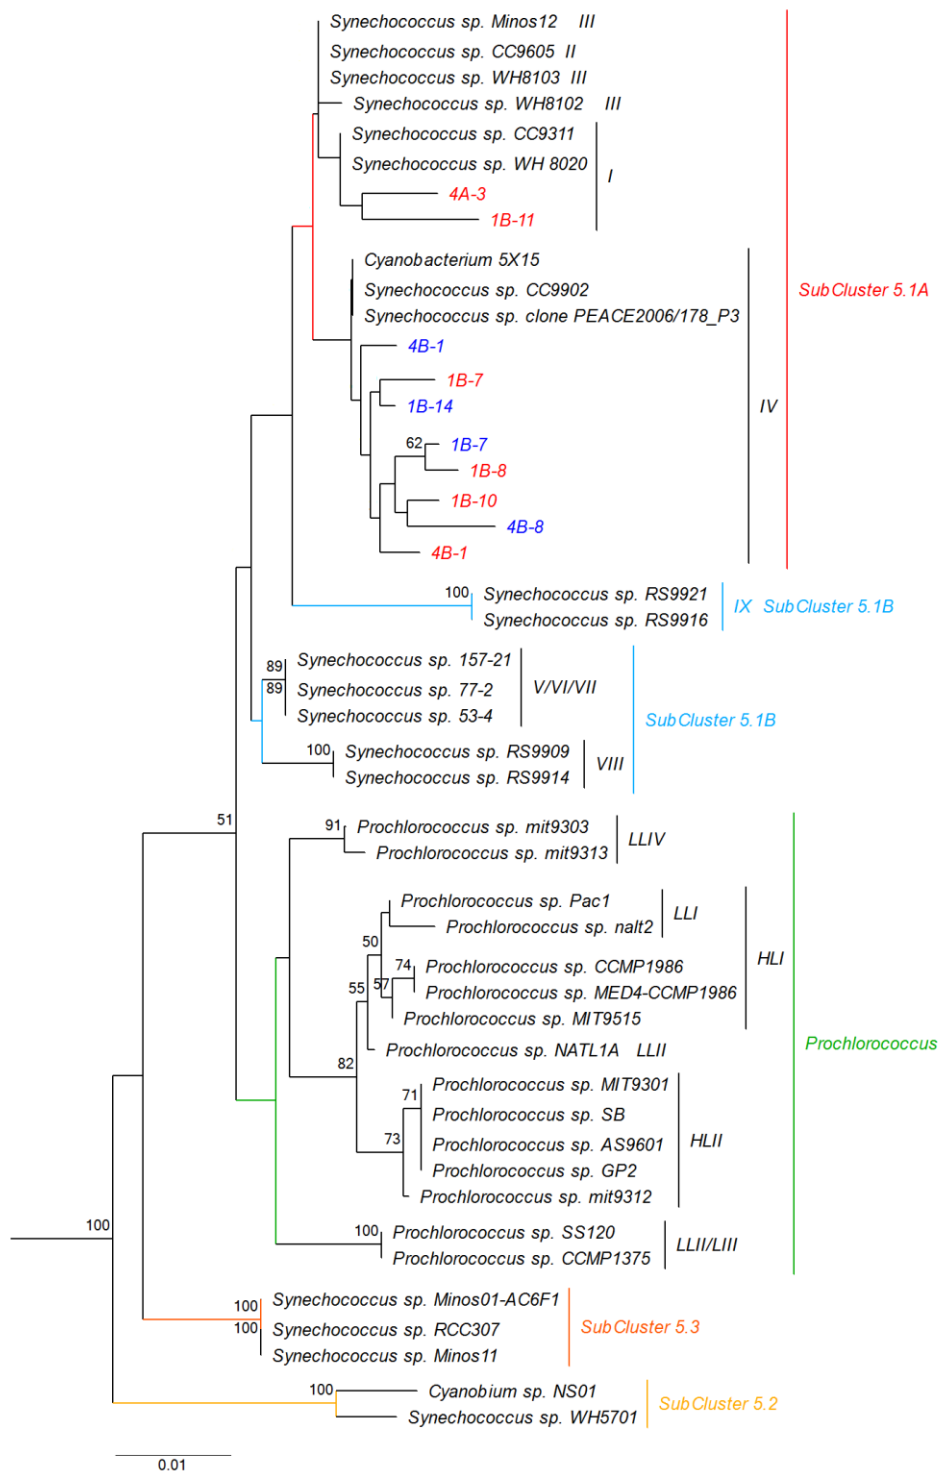 Synechococcus sp. Minos12 III
Synechococcus sp. CC9605 II
Synechococcus sp. WH8103 III
Synechococcus sp. WH8102 III
Synechococcus sp. CC9311
Synechococcus sp. WH 8020
I
4A-3
1B-11
Cyanobacterium 5X15
Synechococcus sp. CC9902
SubCluster 5.1A
Synechococcus sp. clone PEACE2006/178_P3
4B-1
1B-7
1B-14
IV
62
1B-7
1B-8
1B-10
4B-8
4B-1
100
Synechococcus sp. RS9921
IX SubCluster 5.1B
Synechococcus sp. RS9916
89
Synechococcus sp. 157-21
89
Synechococcus sp. 77-2
V/VI/VII
Synechococcus sp. 53-4
SubCluster 5.1B
100
Synechococcus sp. RS9909
VIII
Synechococcus sp. RS9914
51
91
Prochlorococcus sp. mit9303
LLIV
Prochlorococcus sp. mit9313
Prochlorococcus sp. Pac1
LLI
Prochlorococcus sp. nalt2
50
HLI
74
Prochlorococcus sp. CCMP1986
57
Prochlorococcus sp. MED4-CCMP1986
55
Prochlorococcus sp. MIT9515
Prochlorococcus
Prochlorococcus sp. NATL1A LLII
82
Prochlorococcus sp. MIT9301
71
Prochlorococcus sp. SB
73
Prochlorococcus sp. AS9601
HLII
Prochlorococcus sp. GP2
Prochlorococcus sp. mit9312
100
100
Prochlorococcus sp. SS120
LLII/LIII
Prochlorococcus sp. CCMP1375
100
Synechococcus sp. Minos01-AC6F1
100
Synechococcus sp. RCC307
SubCluster 5.3
Synechococcus sp. Minos11
100
Cyanobium sp. NS01
SubCluster 5.2
Synechococcus sp. WH5701
0.01